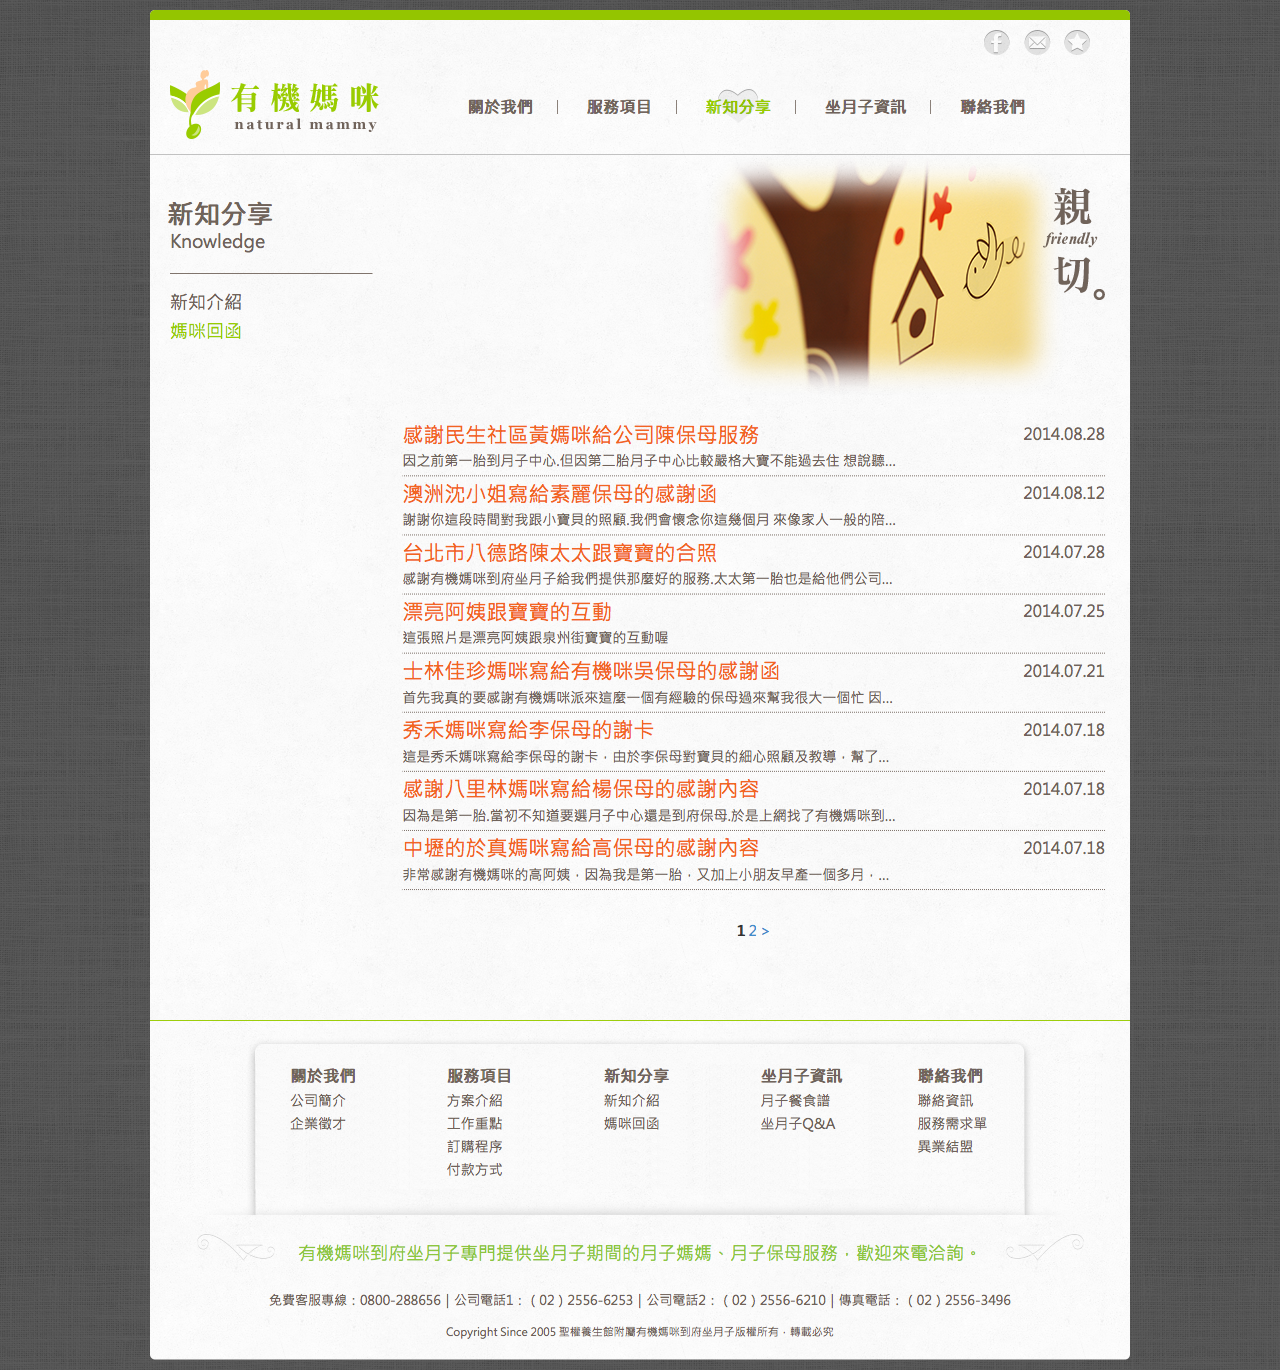 有機媽咪
natural mammy
關於我們 | 服務項目 | 新知分享 | 坐月子資訊 | 聯絡我們
新知分享
Knowledge
新知介紹
媽咪回函
親
friendly
切。
感謝民生社區黃媽咪給公司陳保母服務 2014.08.28
因之前第一胎到月子中心.但因第二胎月子中心比較嚴格大寶不能過去住 想說聽...
澳洲沈小姐寫給素麗保母的感謝函 2014.08.12
謝謝你這段時間對我跟小寶貝的照顧.我們會懷念你這幾個月 來像家人一般的陪...
台北市八德路陳太太跟寶寶的合照 2014.07.28
感謝有機媽咪到府坐月子給我們提供那麼好的服務.太太第一胎也是給他們公司...
漂亮阿姨跟寶寶的互動 2014.07.25
這張照片是漂亮阿姨跟泉州街寶寶的互動喔
士林佳珍媽咪寫給有機咪吳保母的感謝函 2014.07.21
首先我真的要感謝有機媽咪派來這麼一個有經驗的保母過來幫我很大一個忙 因...
秀禾媽咪寫給李保母的謝卡 2014.07.18
這是秀禾媽咪寫給李保母的謝卡，由於李保母對寶貝的細心照顧及教導，幫了...
感謝八里林媽咪寫給楊保母的感謝內容 2014.07.18
因為是第一胎.當初不知道要選月子中心還是到府保母.於是上網找了有機媽咪到...
中壢的於真媽咪寫給高保母的感謝內容 2014.07.18
非常感謝有機媽咪的高阿姨，因為我是第一胎，又加上小朋友早產一個多月，...
1 2 >
關於我們 服務項目 新知分享 坐月子資訊 聯絡我們
公司簡介 方案介紹 新知介紹 月子餐食譜 聯絡資訊
企業徵才 工作重點 媽咪回函 坐月子Q&A 服務需求單
訂購程序 異業結盟
付款方式
有機媽咪到府坐月子專門提供坐月子期間的月子媽媽、月子保母服務，歡迎來電洽詢。
免費客服專線：0800-288656 | 公司電話1：( 02 ) 2556-6253 | 公司電話2：( 02 ) 2556-6210 | 傳真電話：( 02 ) 2556-3496
Copyright Since 2005 聖權養生館附屬有機媽咪到府坐月子版權所有，轉載必究